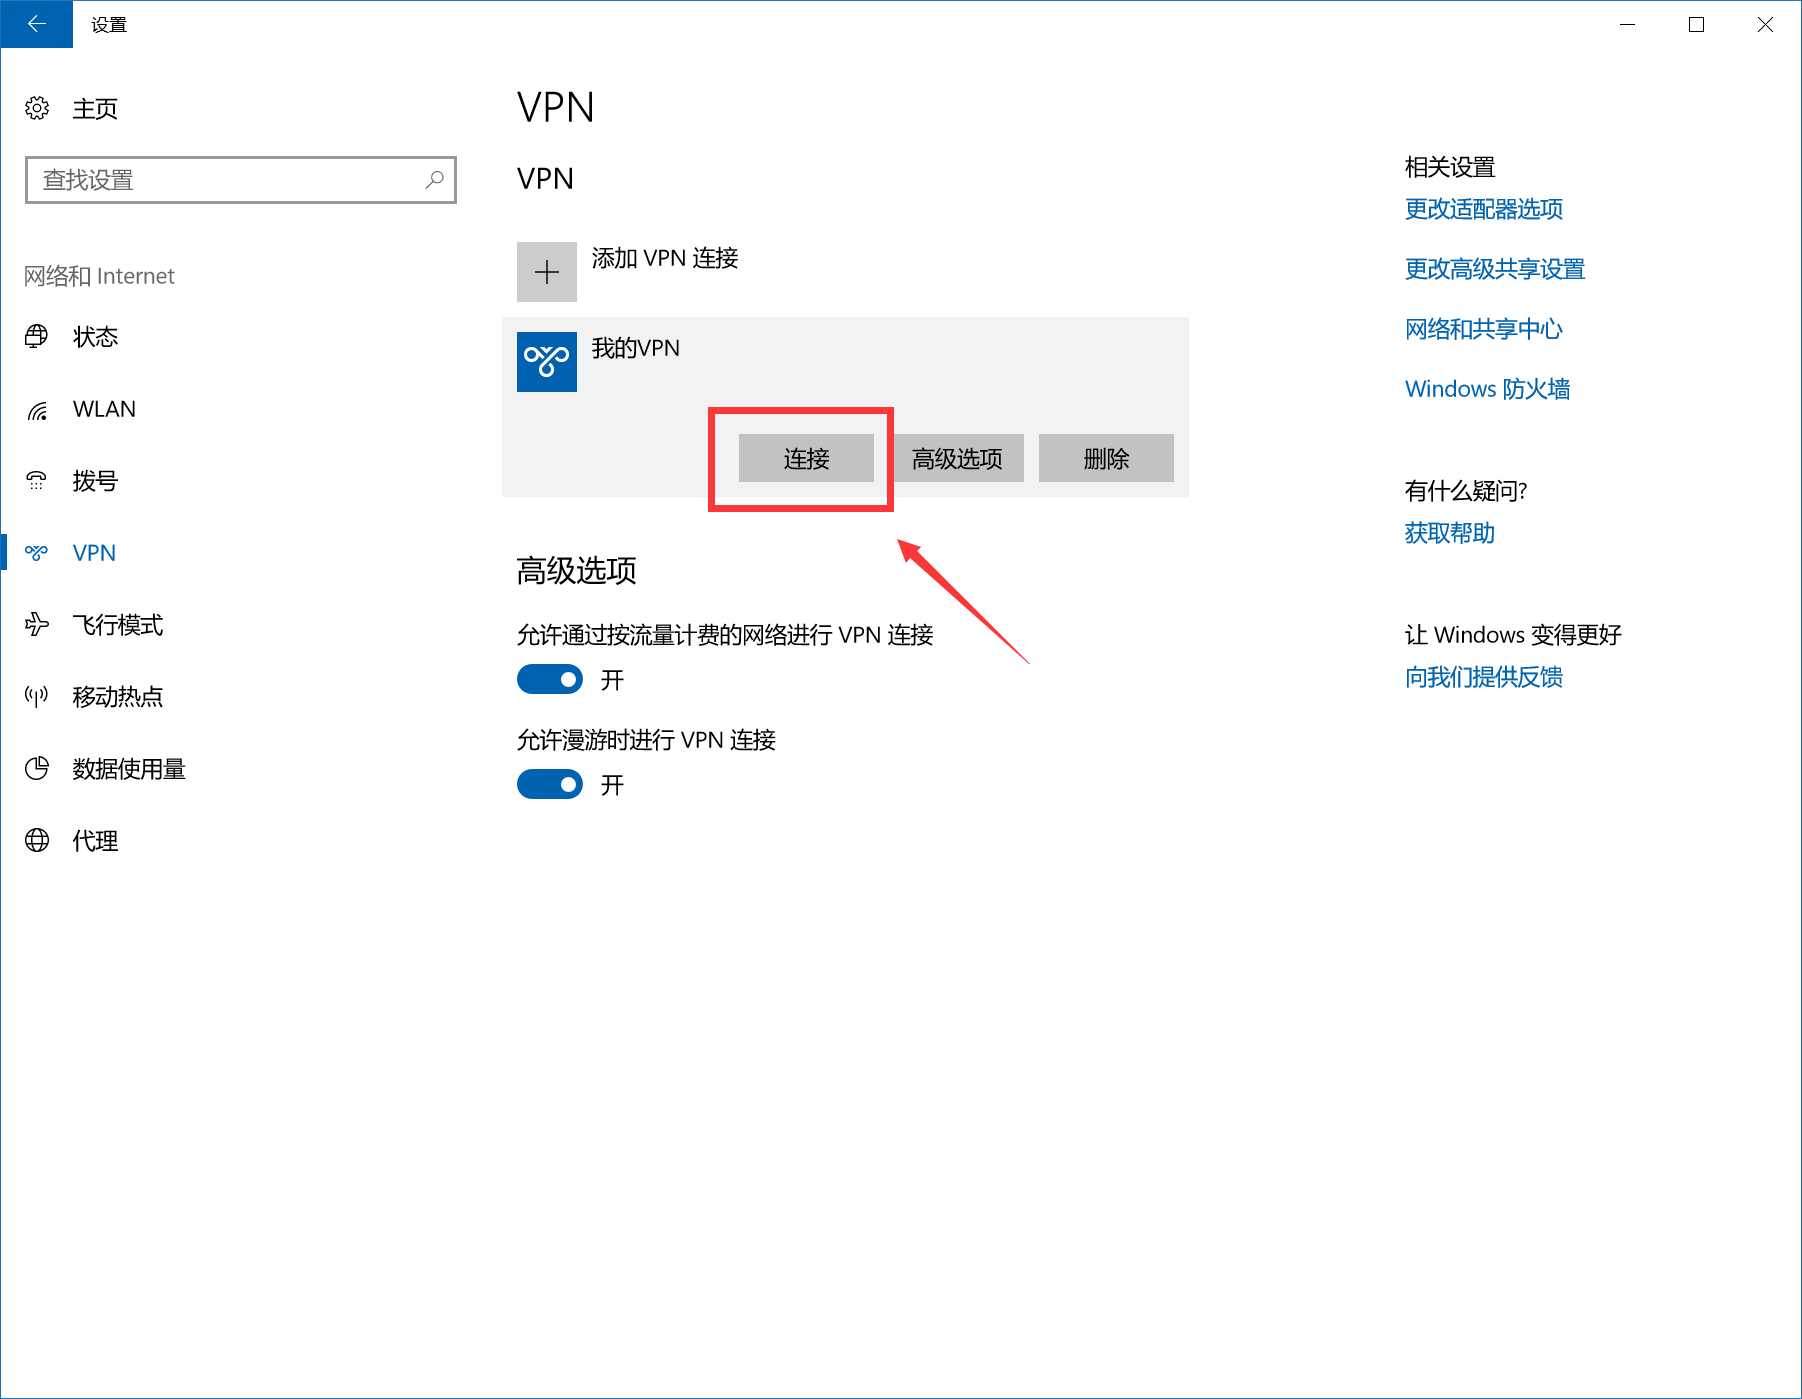 设置
主页
查找设置
网络和 Internet
状态
WLAN
拨号
VPN
飞行模式
移动热点
数据使用量
代理
VPN
VPN
添加 VPN 连接
我的VPN
连接
高级选项
删除
高级选项
允许通过按流量计费的网络进行 VPN 连接
开
允许漫游时进行 VPN 连接
开
相关设置
更改适配器选项
更改高级共享设置
网络和共享中心
Windows 防火墙
有什么疑问?
获取帮助
让 Windows 变得更好
向我们提供反馈